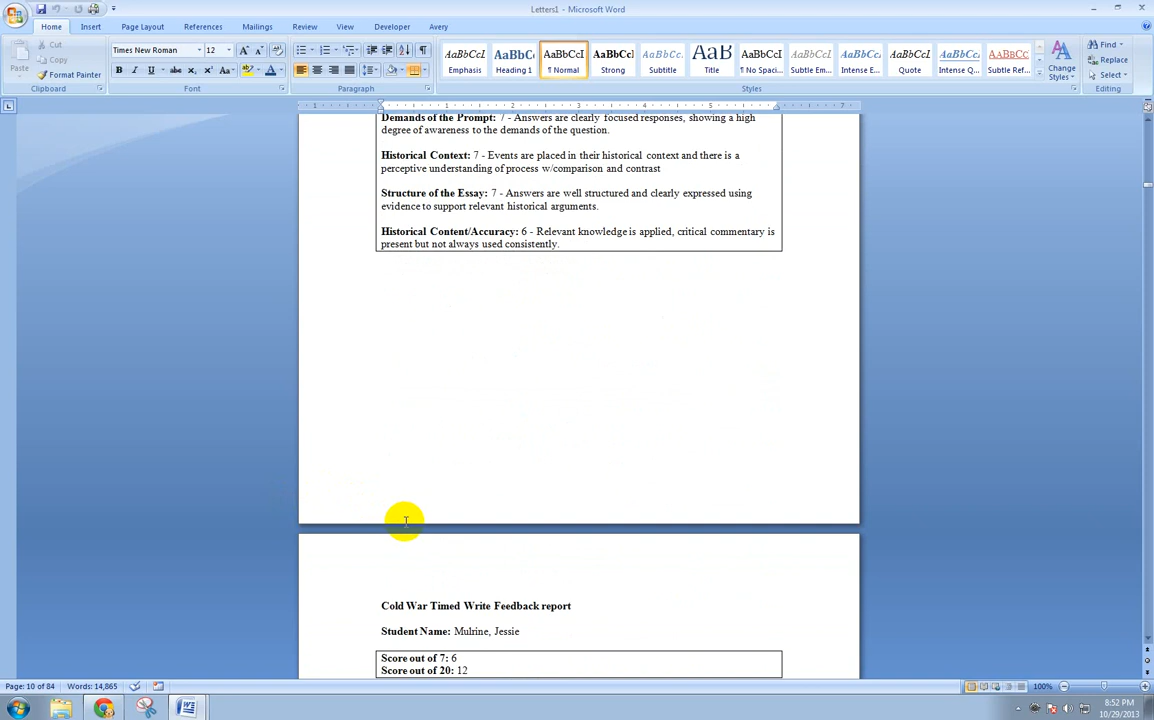 Letters1 - Microsoft Word
Home Insert Page Layout References Mailings Review View Developer Avery
Paste
Cut
Copy
Format Painter
Clipboard
Times New Roman 12
Font
Paragraph
AaBbCcI Emphasis
AaBbC Heading 1
AaBbCcI ¶ Normal
AaBbCcl Strong
AaBbCcI Subtitle
AaB Title
AaBbCcI ¶ No Spaci...
AaBbCcI Subtle Em...
AaBbCcI Intense E...
AaBbCcI Quote
AaBbCcI Intense Q...
AaBbCcI Subtle Ref...
Change Styles
Styles
Find
Replace
Select
Editing
1 1 2 3 4 5 7
Demands of the Prompt: 7 - Answers are clearly focused responses, showing a high
degree of awareness to the demands of the question.
Historical Context: 7 - Events are placed in their historical context and there is a
perceptive understanding of process w/comparison and contrast
Structure of the Essay: 7 - Answers are well structured and clearly expressed using
evidence to support relevant historical arguments.
Historical Content/Accuracy: 6 - Relevant knowledge is applied, critical commentary is
present but not always used consistently.
Cold War Timed Write Feedback report
Student Name: Mulrine, Jessie
Score out of 7: 6
Score out of 20: 12
Page: 10 of 84 Words: 14,865 100%
8:52 PM
10/29/2013